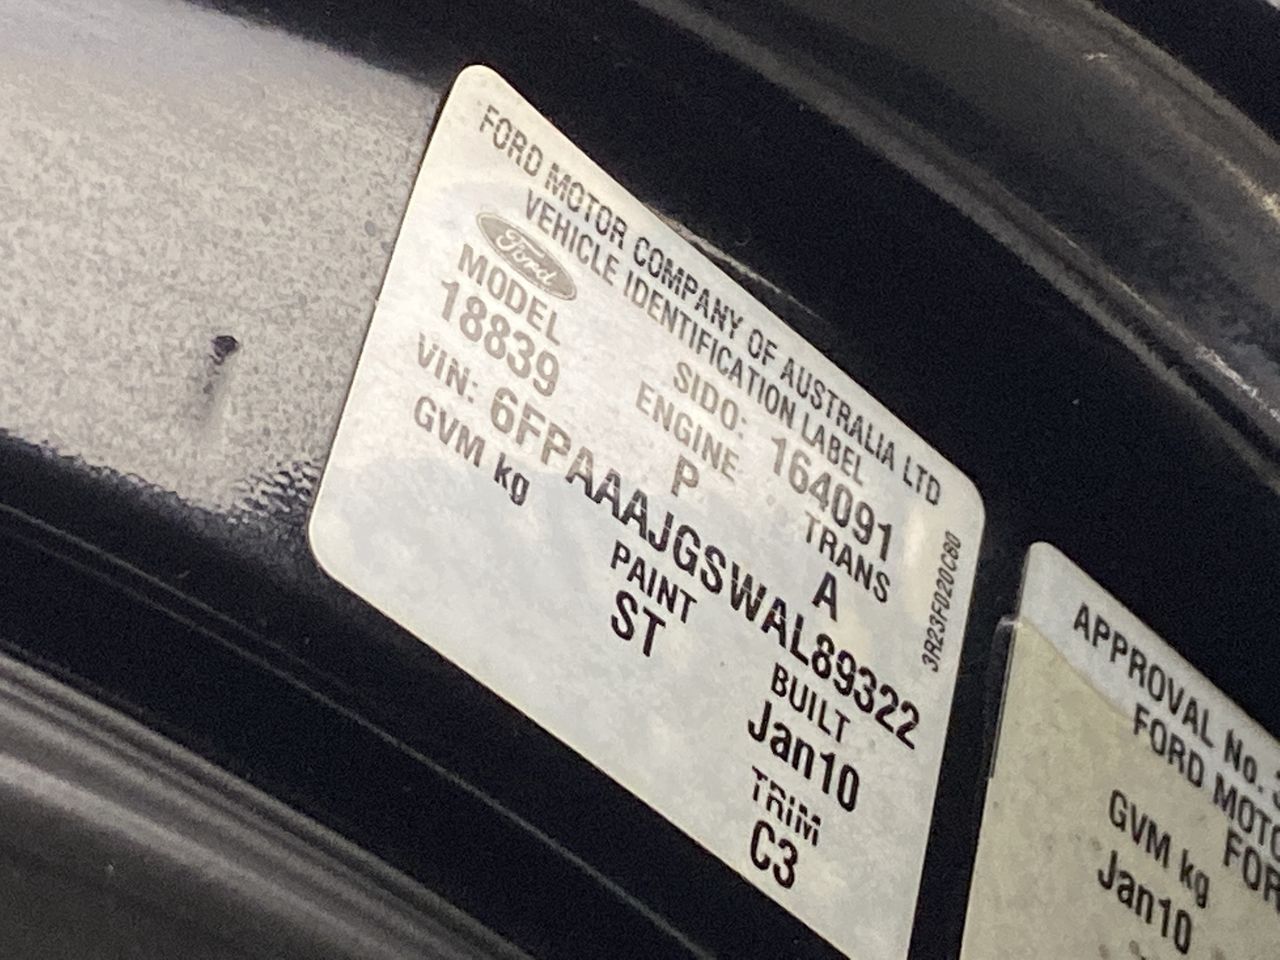 FORD MOTOR COMPANY OF AUSTRALIA LTD
VEHICLE IDENTIFICATION LABEL
Ford
SIDO: 164091
MODEL ENGINE TRANS
18839 P A
VIN: 6FPAAAJGSWAL89322
GVM kg PAINT BUILT
ST Jan10
TRIM
C3
3R23F020C80
APPROVAL No.
FORD MOTO
FOR
GVM kg
Jan10